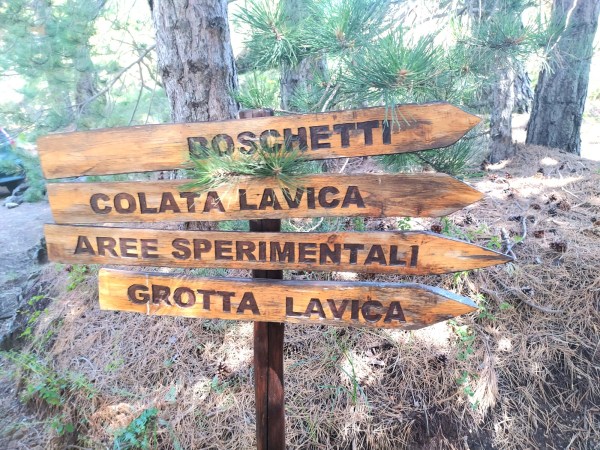 BOSCHETTI
COLATA LAVICA
AREE SPERIMENTALI
GROTTA LAVICA